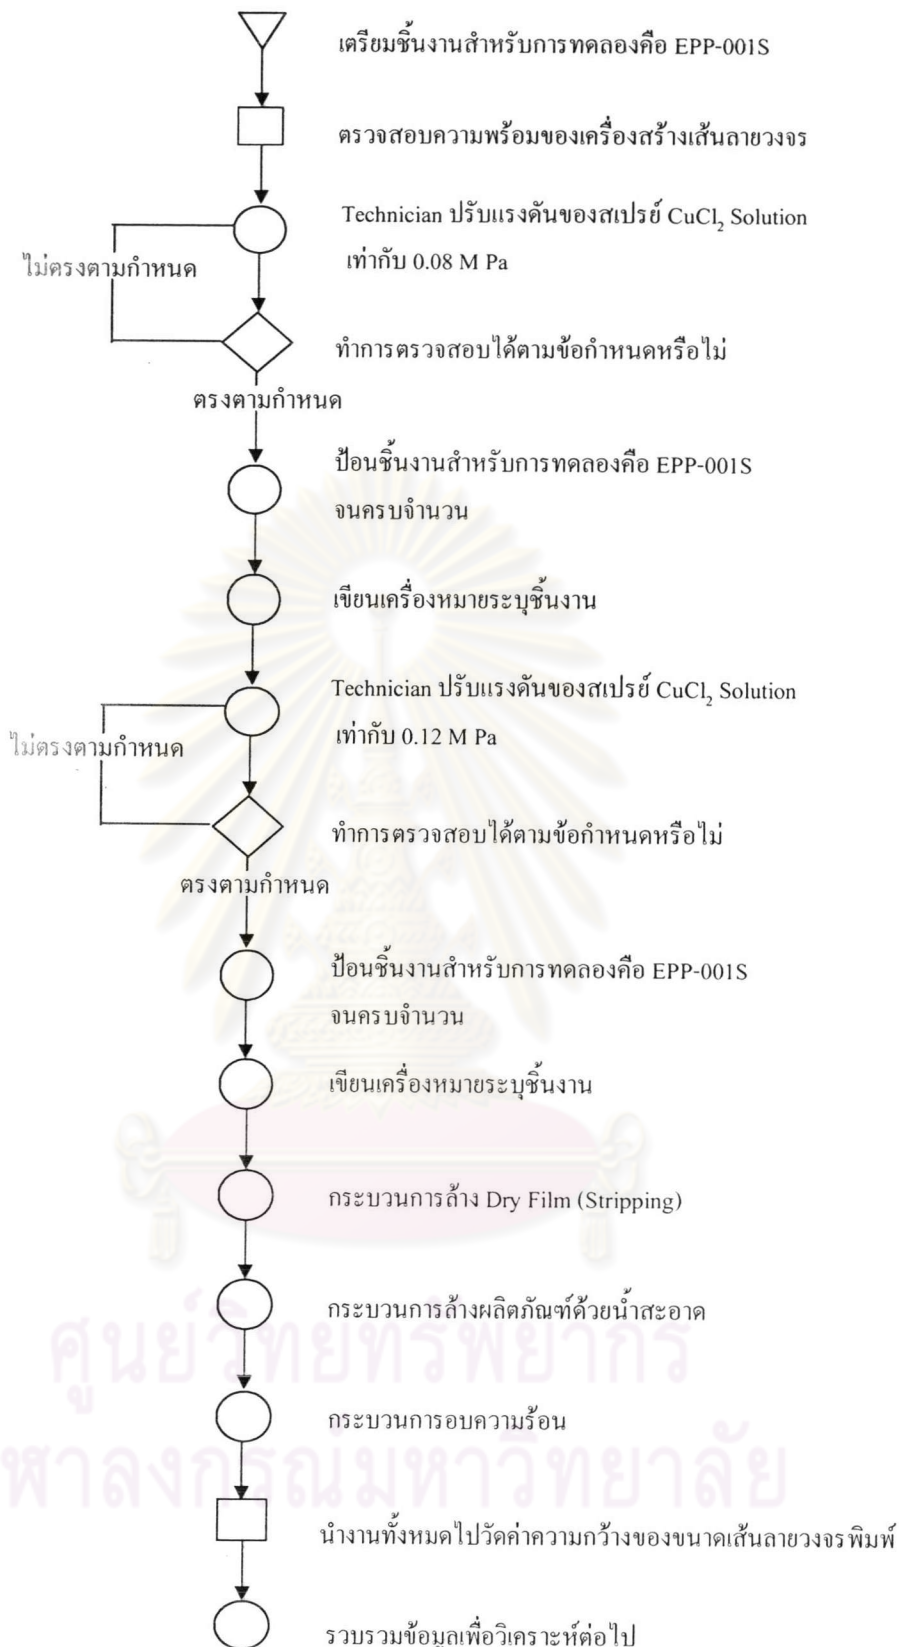 เตรียมชิ้นงานสำหรับการทดลองคือ EPP-001S
ตรวจสอบความพร้อมของเครื่องสร้างเส้นลายวงจร
Technician ปรับแรงดันของสเปรย์ CuCl₂ Solution
เท่ากับ 0.08 M Pa
ไม่ตรงตามกำหนด
ทำการตรวจสอบได้ตามข้อกำหนดหรือไม่
ตรงตามกำหนด
ป้อนชิ้นงานสำหรับการทดลองคือ EPP-001S
จนครบจำนวน
เขียนเครื่องหมายระบุชิ้นงาน
Technician ปรับแรงดันของสเปรย์ CuCl₂ Solution
เท่ากับ 0.12 M Pa
ไม่ตรงตามกำหนด
ทำการตรวจสอบได้ตามข้อกำหนดหรือไม่
ตรงตามกำหนด
ป้อนชิ้นงานสำหรับการทดลองคือ EPP-001S
จนครบจำนวน
เขียนเครื่องหมายระบุชิ้นงาน
กระบวนการล้าง Dry Film (Stripping)
กระบวนการล้างผลิตภัณฑ์ด้วยน้ำสะอาด
ศูนย์วิทยทรัพยากร
กระบวนการอบความร้อน
ฬาลงกรณ์มหาวิทยาลัย
นำงานทั้งหมดไปวัดค่าความกว้างของขนาดเส้นลายวงจรพิมพ์
รวบรวมข้อมูลเพื่อวิเคราะห์ต่อไป